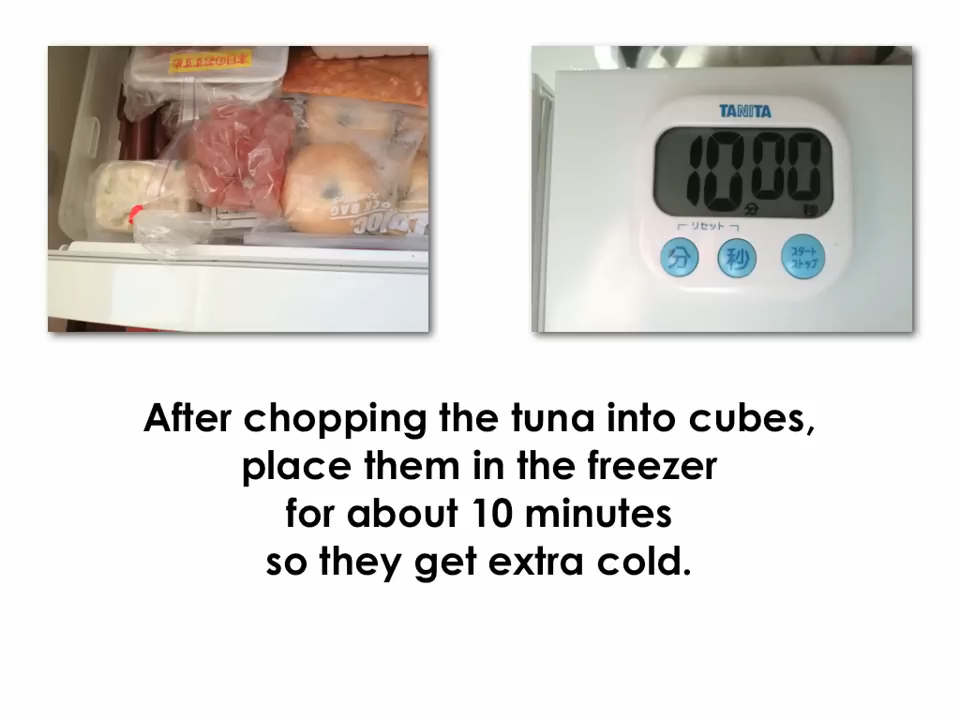 TANITA
10 00
分 秒
リセット
分 秒 スタート
ストップ
After chopping the tuna into cubes,
place them in the freezer
for about 10 minutes
so they get extra cold.